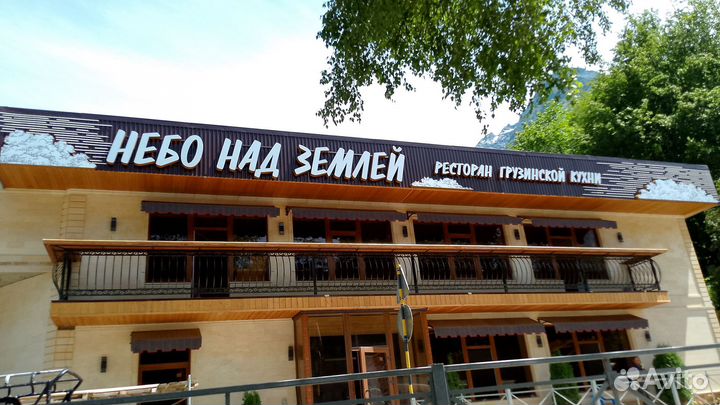 НЕБО НАД ЗЕМЛЕЙ
РЕСТОРАН ГРУЗИНСКОЙ КУХНИ
Avito